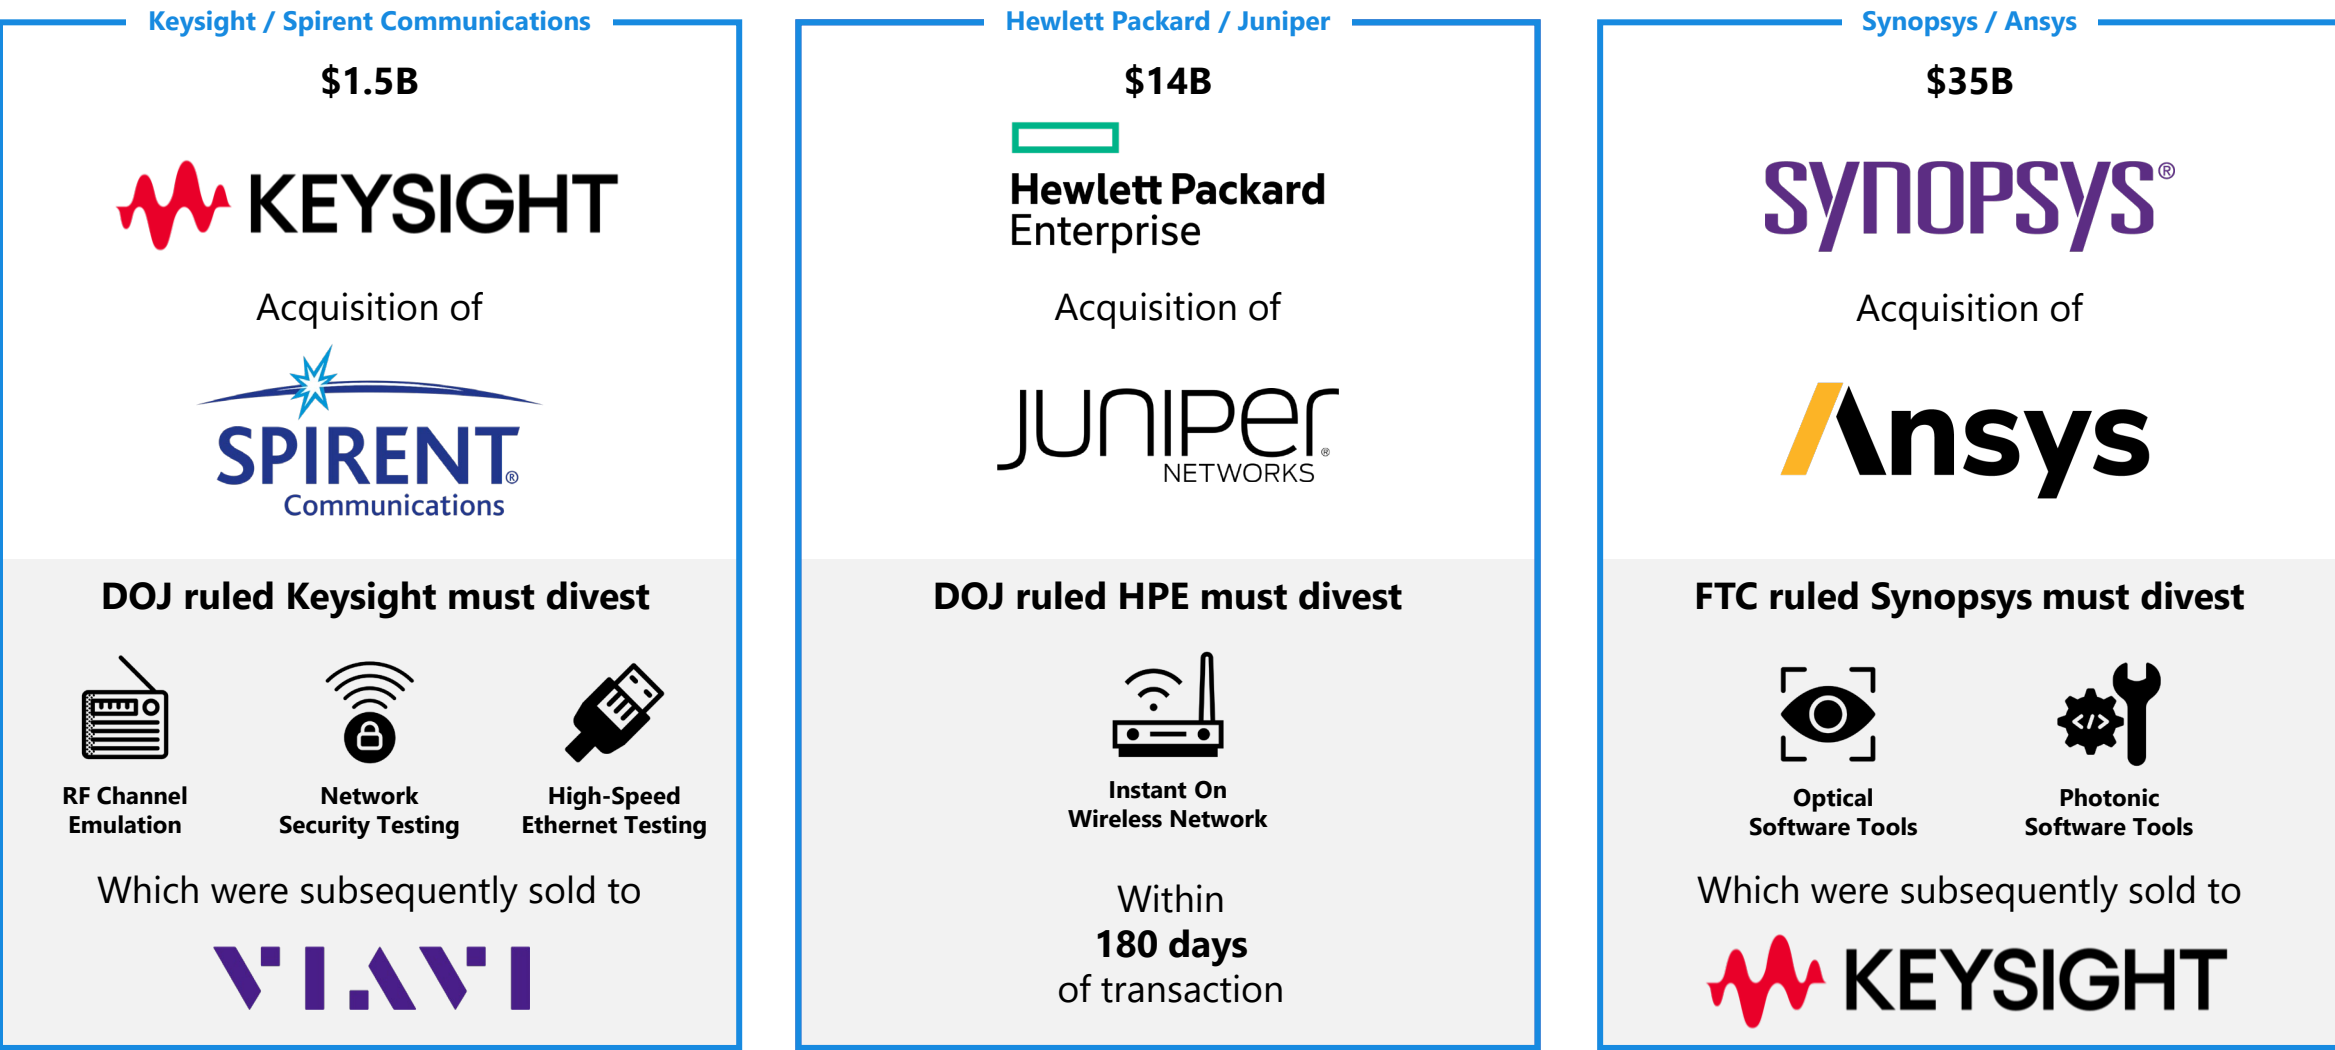 Keysight / Spirent Communications
$1.5B
KEYSIGHT
Acquisition of
SPIRENT®
Communications
DOJ ruled Keysight must divest
RF Channel
Emulation
Network
Security Testing
High-Speed
Ethernet Testing
Which were subsequently sold to
VIAVI
Hewlett Packard / Juniper
$14B
Hewlett Packard
Enterprise
Acquisition of
JUNIPER®
NETWORKS
DOJ ruled HPE must divest
Instant On
Wireless Network
Within
180 days
of transaction
Synopsys / Ansys
$35B
SYNOPSYS®
Acquisition of
Ansys
FTC ruled Synopsys must divest
Optical
Software Tools
</>
Photonic
Software Tools
Which were subsequently sold to
KEYSIGHT